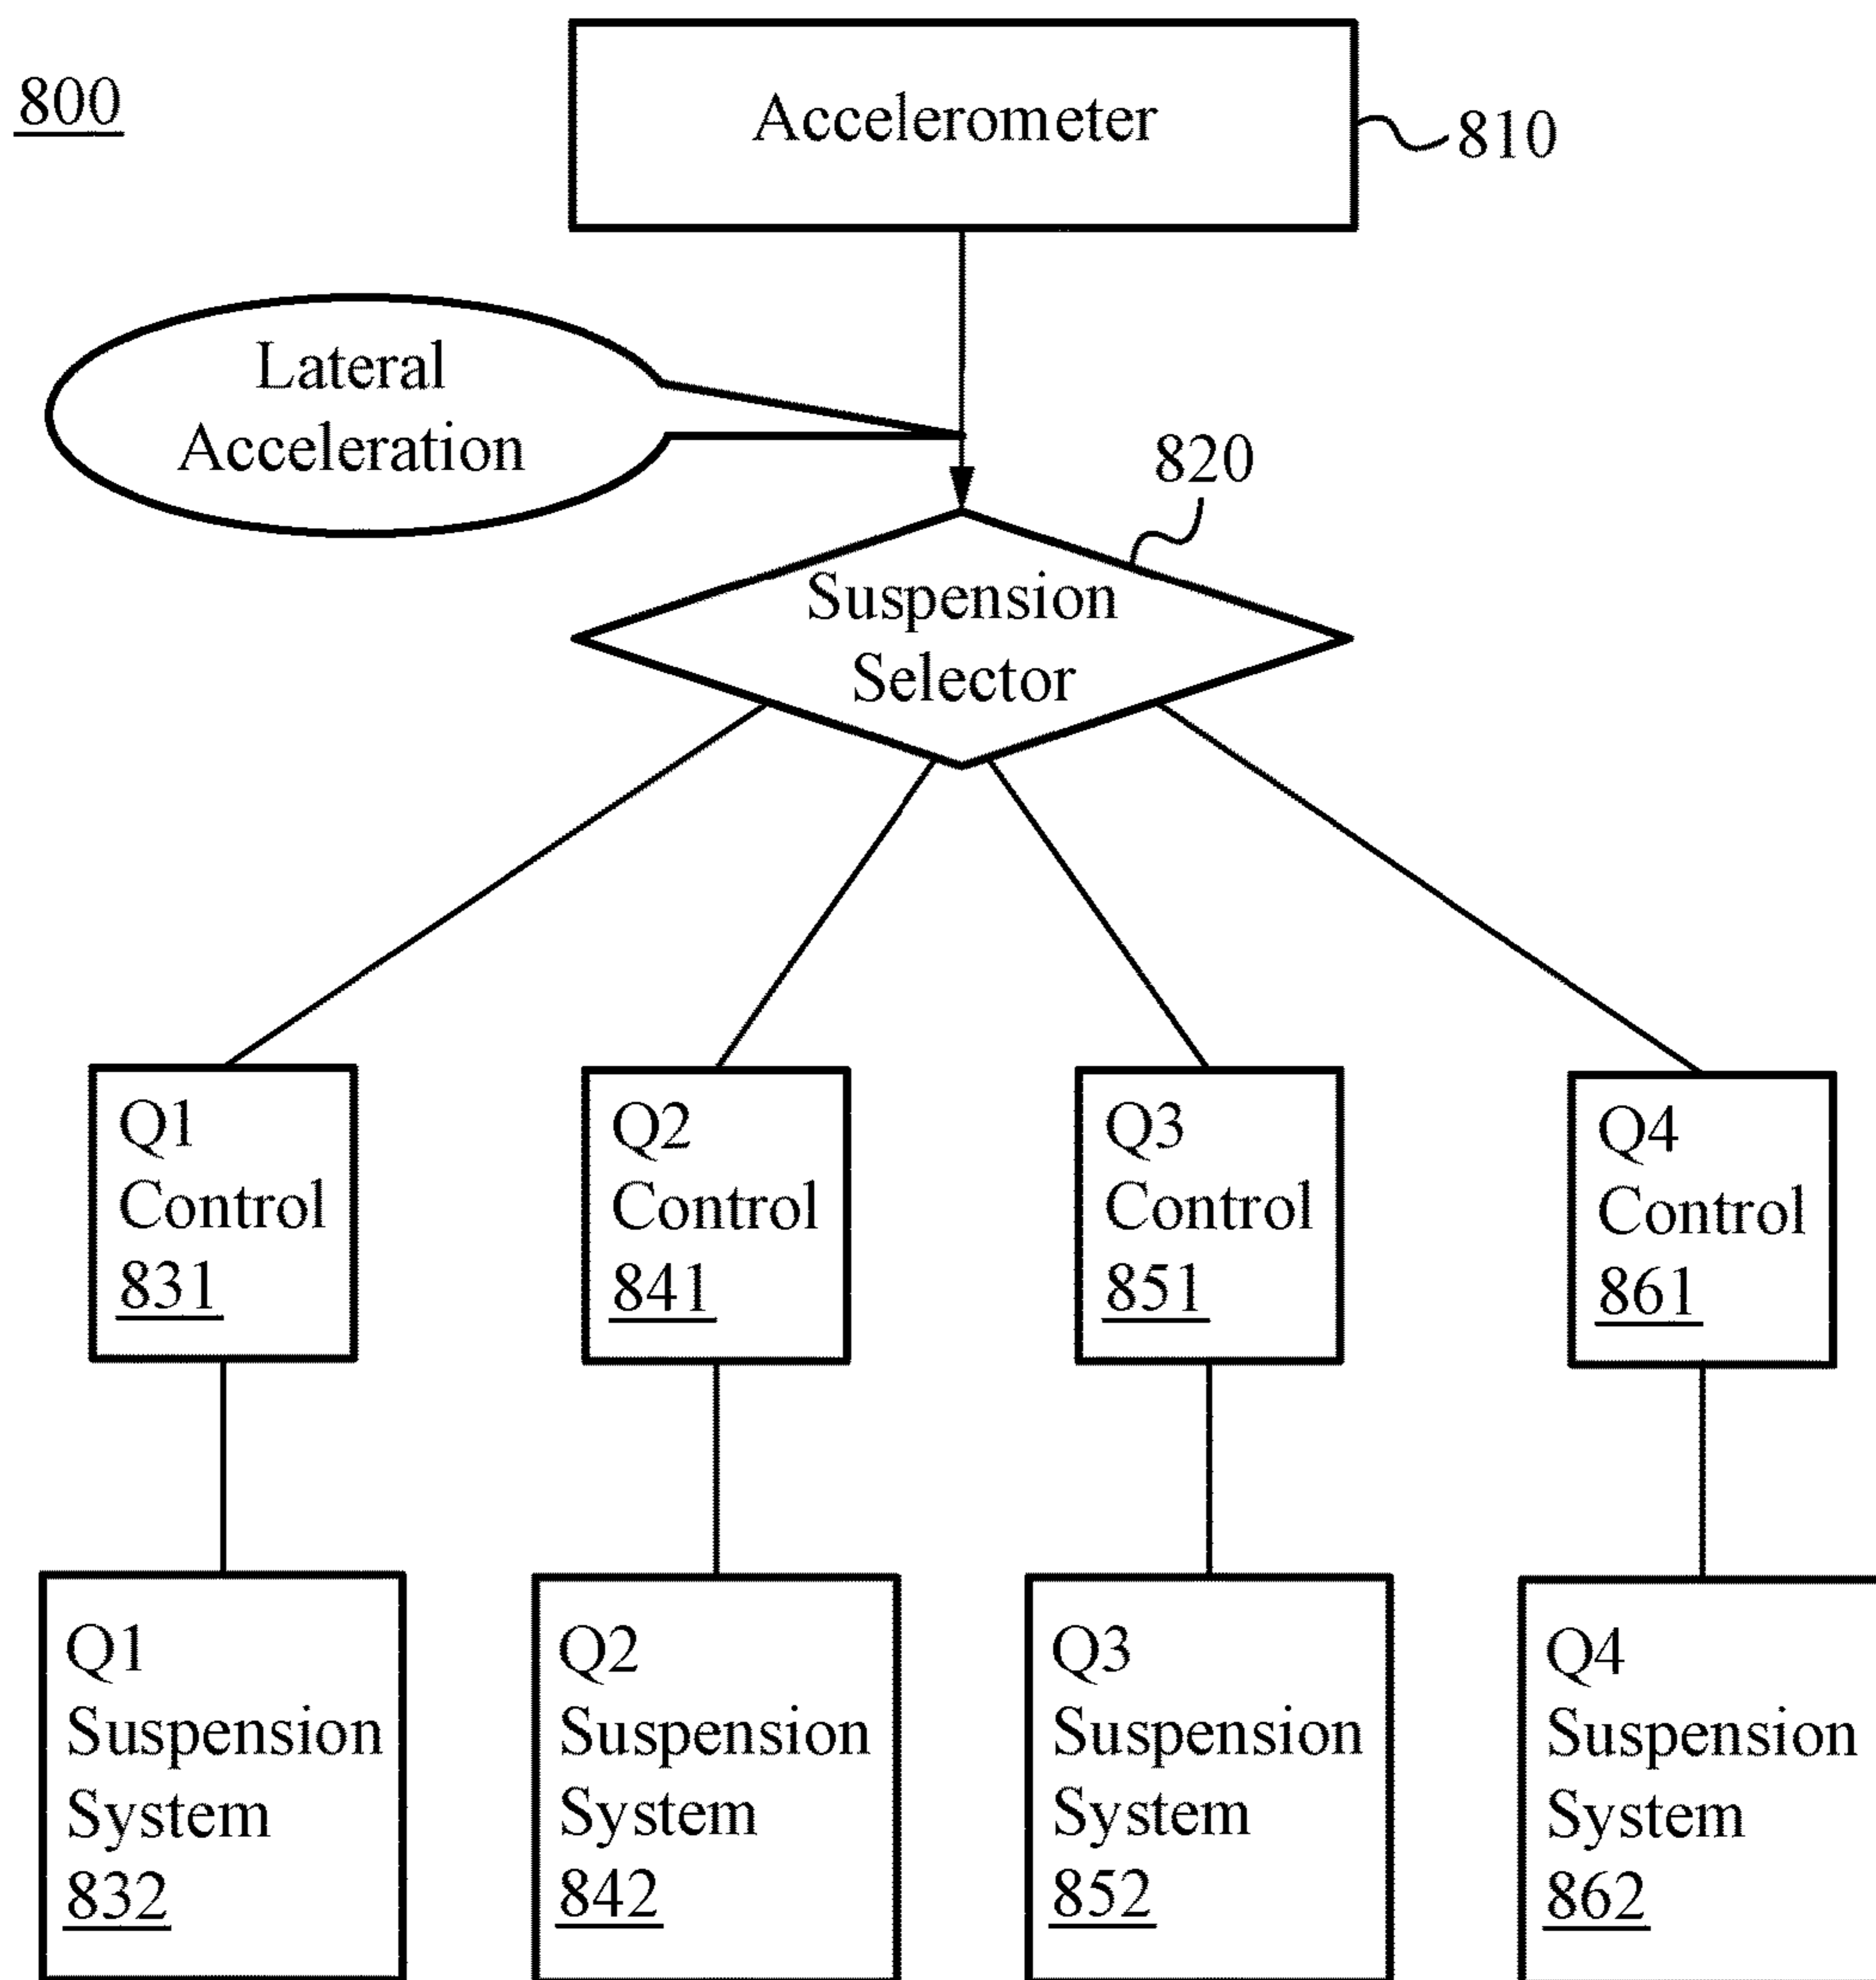 800
Accelerometer
810
Lateral
Acceleration
820
Suspension
Selector
Q1
Control
831
Q2
Control
841
Q3
Control
851
Q4
Control
861
Q1
Suspension
System
832
Q2
Suspension
System
842
Q3
Suspension
System
852
Q4
Suspension
System
862